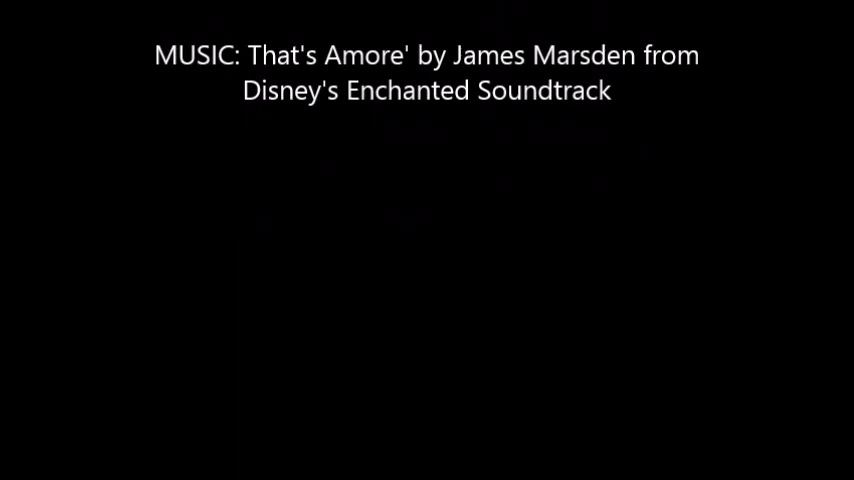 MUSIC: That's Amore' by James Marsden from
Disney's Enchanted Soundtrack